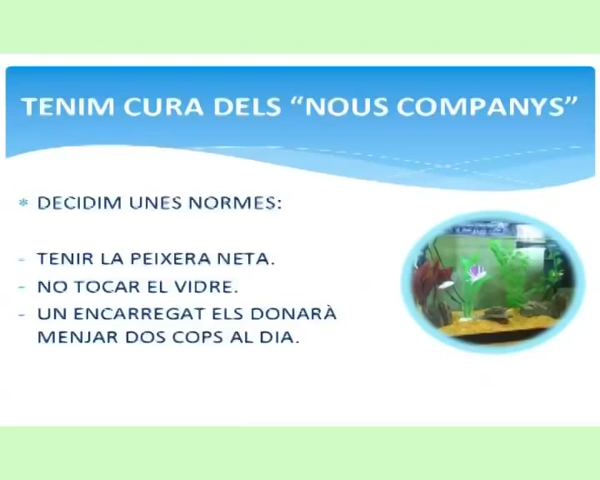 TENIM CURA DELS “NOUS COMPANYS”
* DECIDIM UNES NORMES:
- TENIR LA PEIXERA NETA.
- NO TOCAR EL VIDRE.
- UN ENCARREGAT ELS DONARÀ
MENJAR DOS COPS AL DIA.